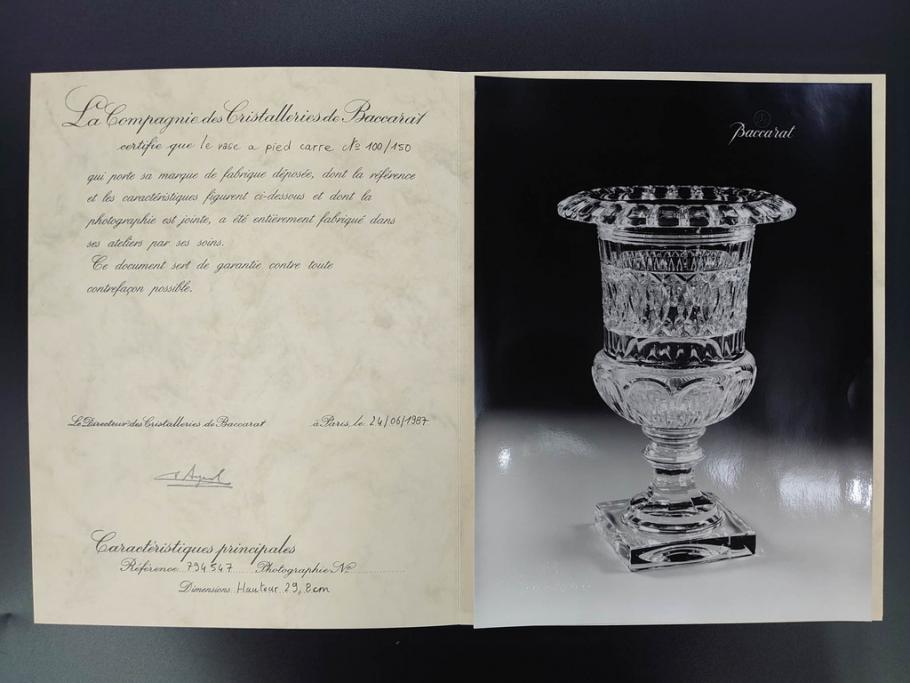 La Compagnie des Cristalleries de Baccarat
certifie que le vase a pied carre N° 100/150
qui porte sa marque de fabrique déposée, dont la référence
et les caractéristiques figurent ci-dessous et dont la
photographie est jointe, a été entièrement fabriqué dans
ses ateliers par ses soins.
Ce document sert de garantie contre toute
contrefaçon possible.
Le Directeur des Cristalleries de Baccarat à Paris, le 24/06/1987
Caractéristiques principales
Référence 794547 Photographie N°
Dimensions Hauteur 29,8cm
Baccarat